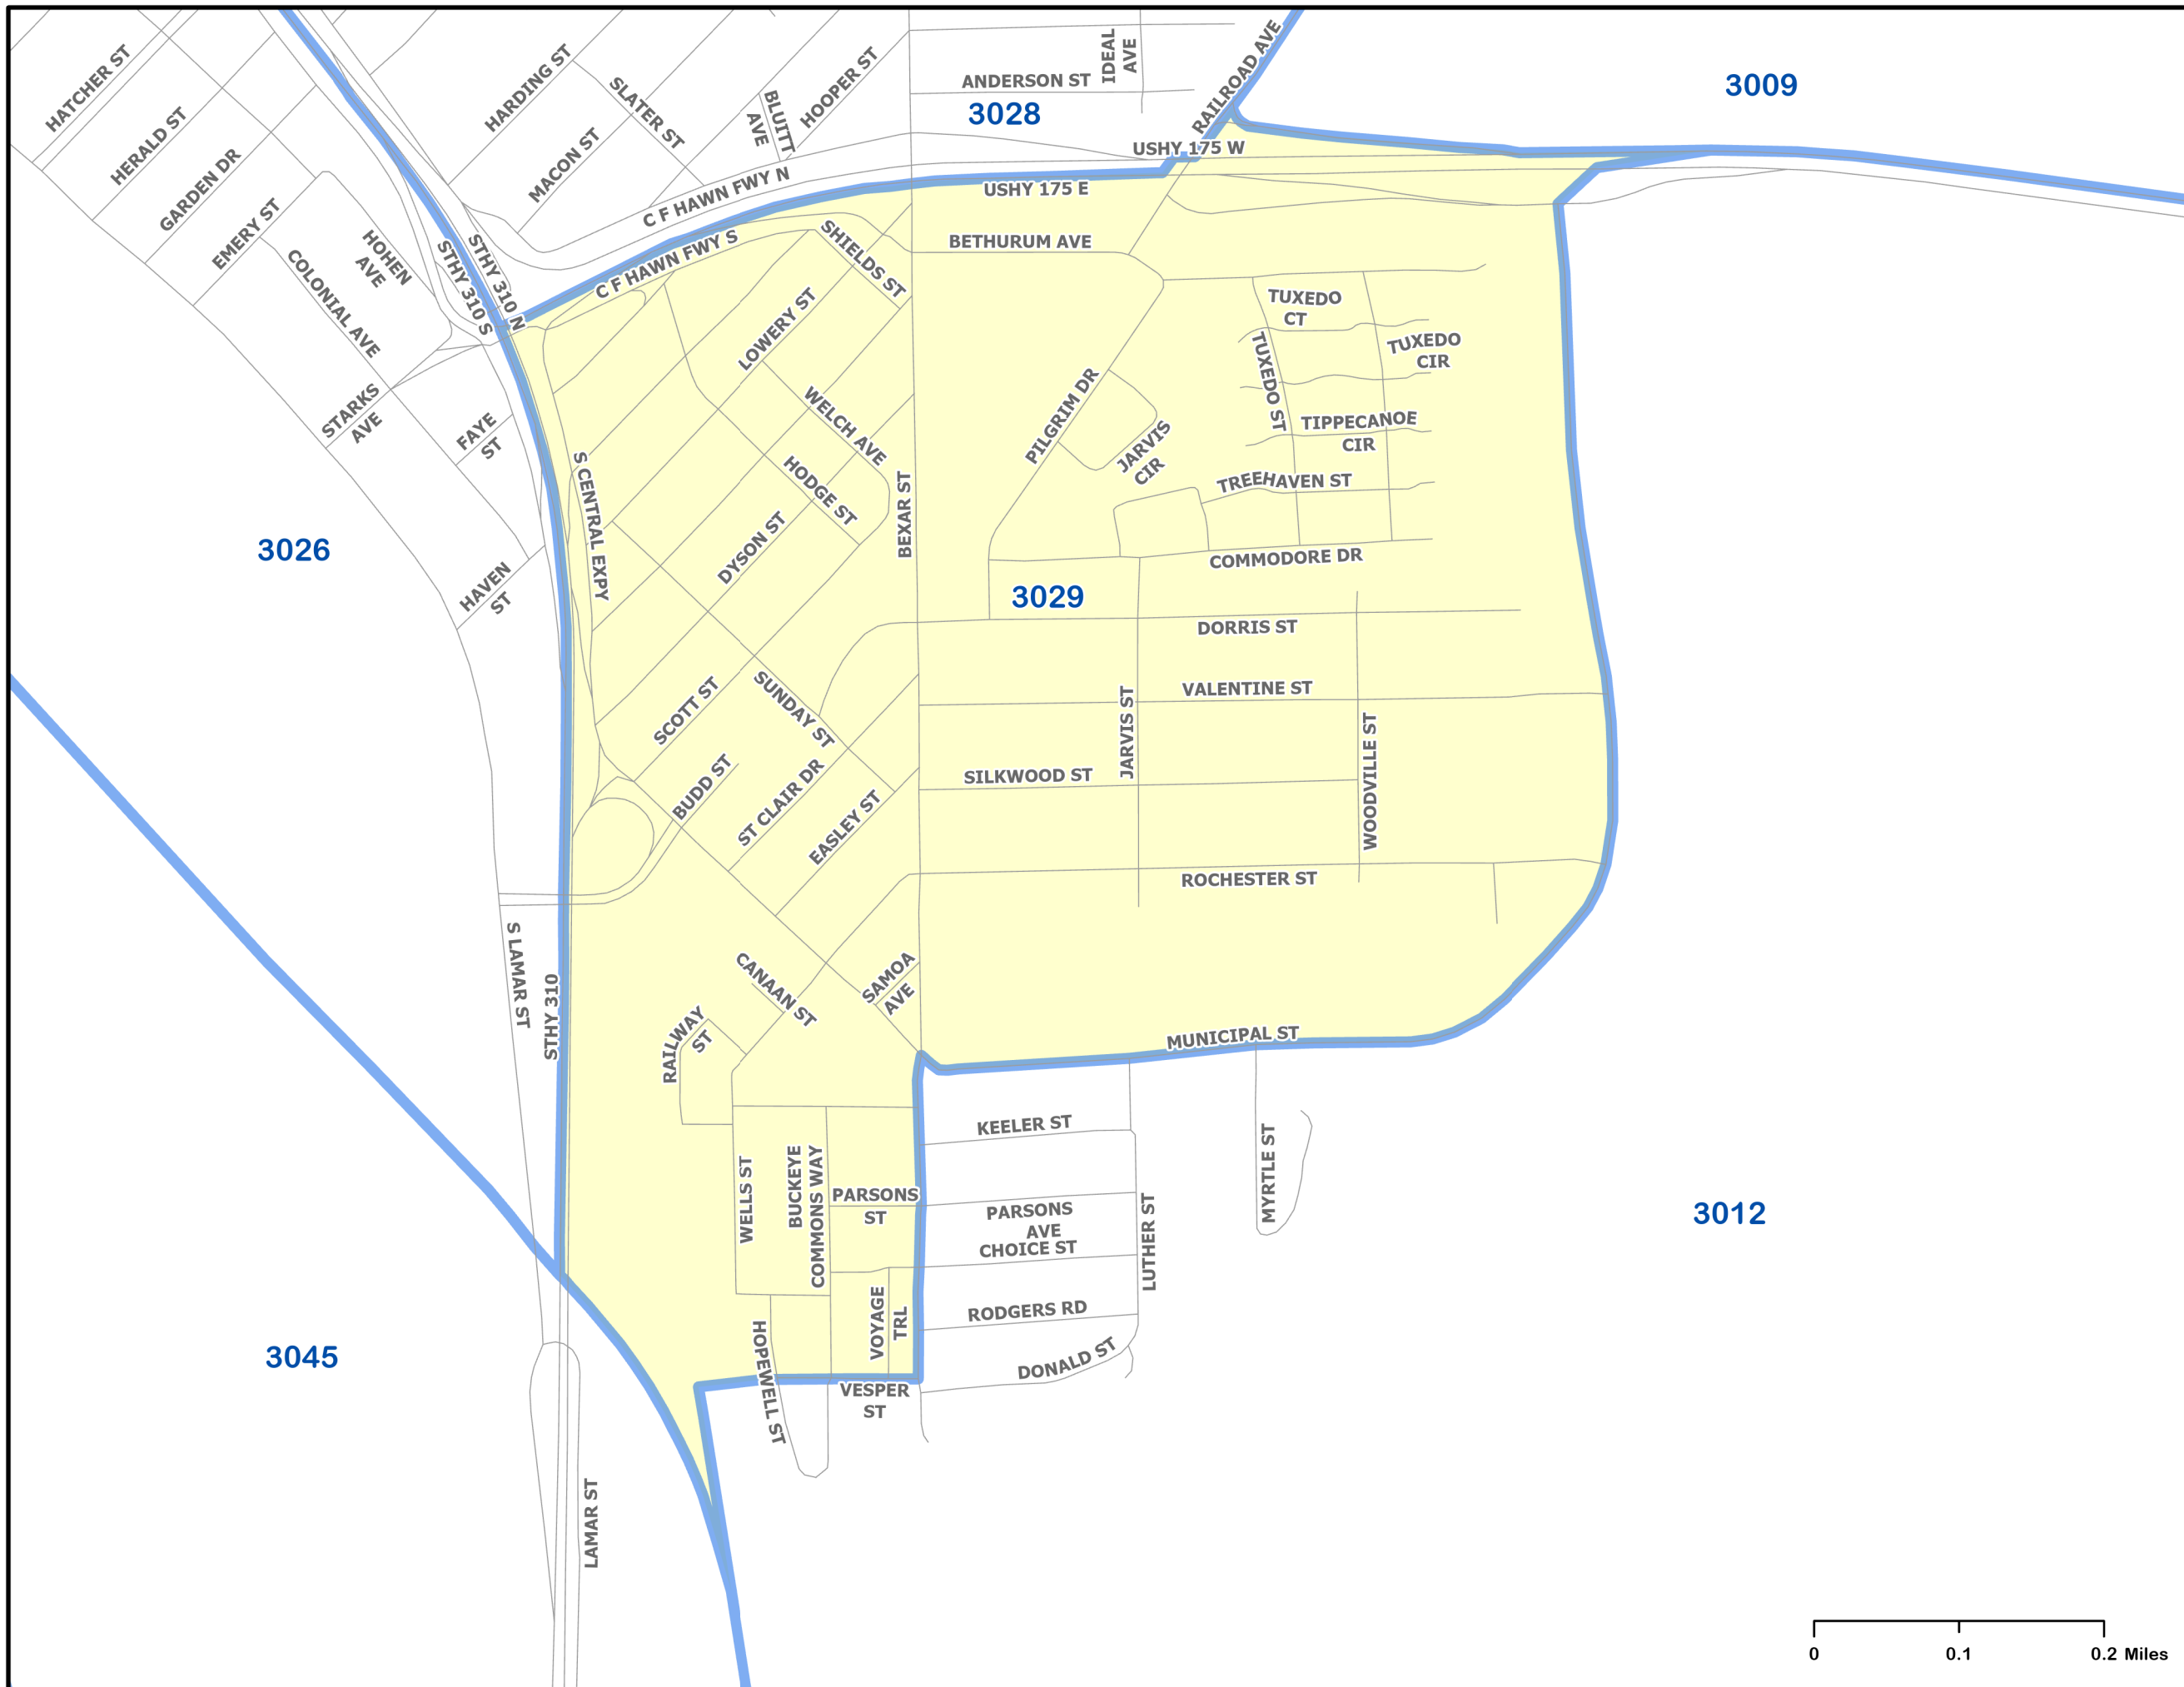 HATCHER ST
HERALD ST
GARDEN DR
EMERY ST
HOHEN
AVE
COLONIAL AVE
STARKS
AVE
FAYE
ST
HAVEN
ST
HARDING ST
SLATER ST
MACON ST
BLUITT
AVE
HOOPER ST
ANDERSON ST
IDEAL
AVE
3028
RAILROAD AVE
3009
USHY 175 W
USHY 175 E
C F HAWN FWY N
C F HAWN FWY S
STHY 310 N
STHY 310 S
SHIELDS ST
BETHURUM AVE
LOWERY ST
WELCH AVE
HODGE ST
DYSON ST
S CENTRAL EXPY
BEXAR ST
PILGRIM DR
JARVIS
CIR
TUXEDO
CT
TUXEDO
CIR
TUXEDO ST
TIPPECANOE
CIR
TREEHAVEN ST
COMMODORE DR
3026
3029
DORRIS ST
VALENTINE ST
SCOTT ST
SUNDAY ST
JARVIS ST
WOODVILLE ST
BUDD ST
ST CLAIR DR
EASLEY ST
SILKWOOD ST
ROCHESTER ST
S LAMAR ST
STHY 310
CANAAN ST
SAMOA
AVE
RAILWAY
ST
MUNICIPAL ST
KEELER ST
WELLS ST
BUCKEYE
COMMONS WAY
PARSONS
ST
PARSONS
AVE
CHOICE ST
LUTHER ST
MYRTLE ST
3012
VOYAGE
TRL
RODGERS RD
HOPEWELL ST
DONALD ST
VESPER
ST
3045
LAMAR ST
0 0.1 0.2 Miles